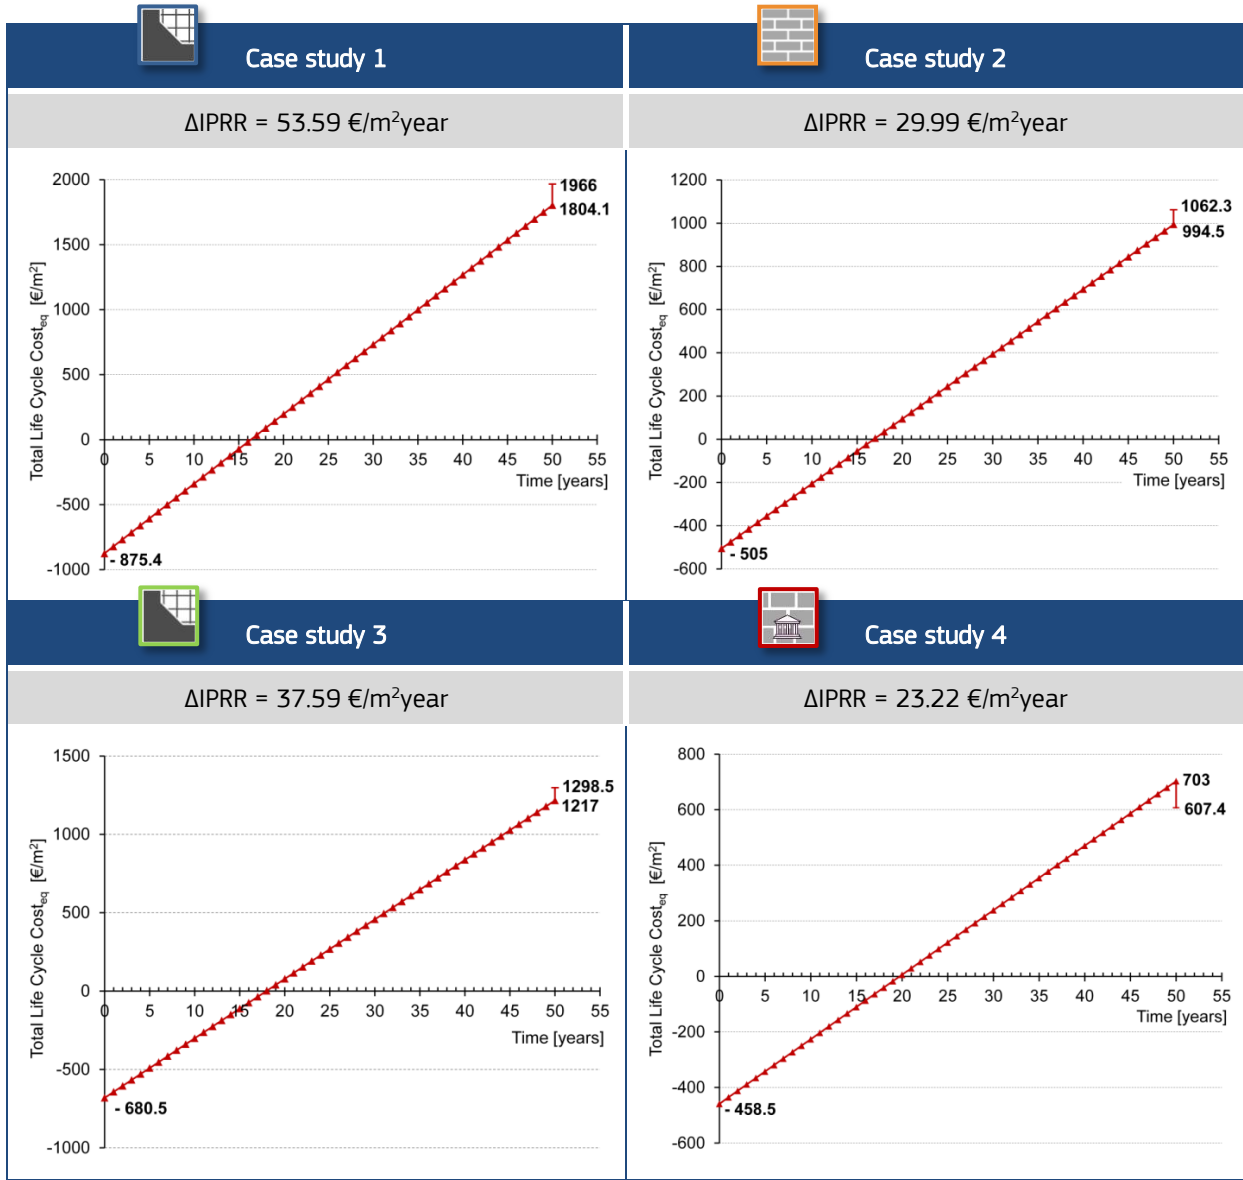 Case study 1
Case study 2
ΔIPRR = 53.59 €/m²year
ΔIPRR = 29.99 €/m²year
2000
1500
1000
500
0
-500
-1000
Total Life Cycle Cost_eq [€/m²]
0 5 10 15 20 25 30 35 40 45 50 55
Time [years]
1966
1804.1
- 875.4
1200
1000
800
600
400
200
0
-200
-400
-600
Total Life Cycle Cost_eq [€/m²]
0 5 10 15 20 25 30 35 40 45 50 55
Time [years]
1062.3
994.5
- 505
Case study 3
Case study 4
ΔIPRR = 37.59 €/m²year
ΔIPRR = 23.22 €/m²year
1500
1000
500
0
-500
-1000
Total Life Cycle Cost_eq [€/m²]
0 5 10 15 20 25 30 35 40 45 50 55
Time [years]
1298.5
1217
- 680.5
800
600
400
200
0
-200
-400
-600
Total Life Cycle Cost_eq [€/m²]
0 5 10 15 20 25 30 35 40 45 50 55
Time [years]
703
607.4
- 458.5